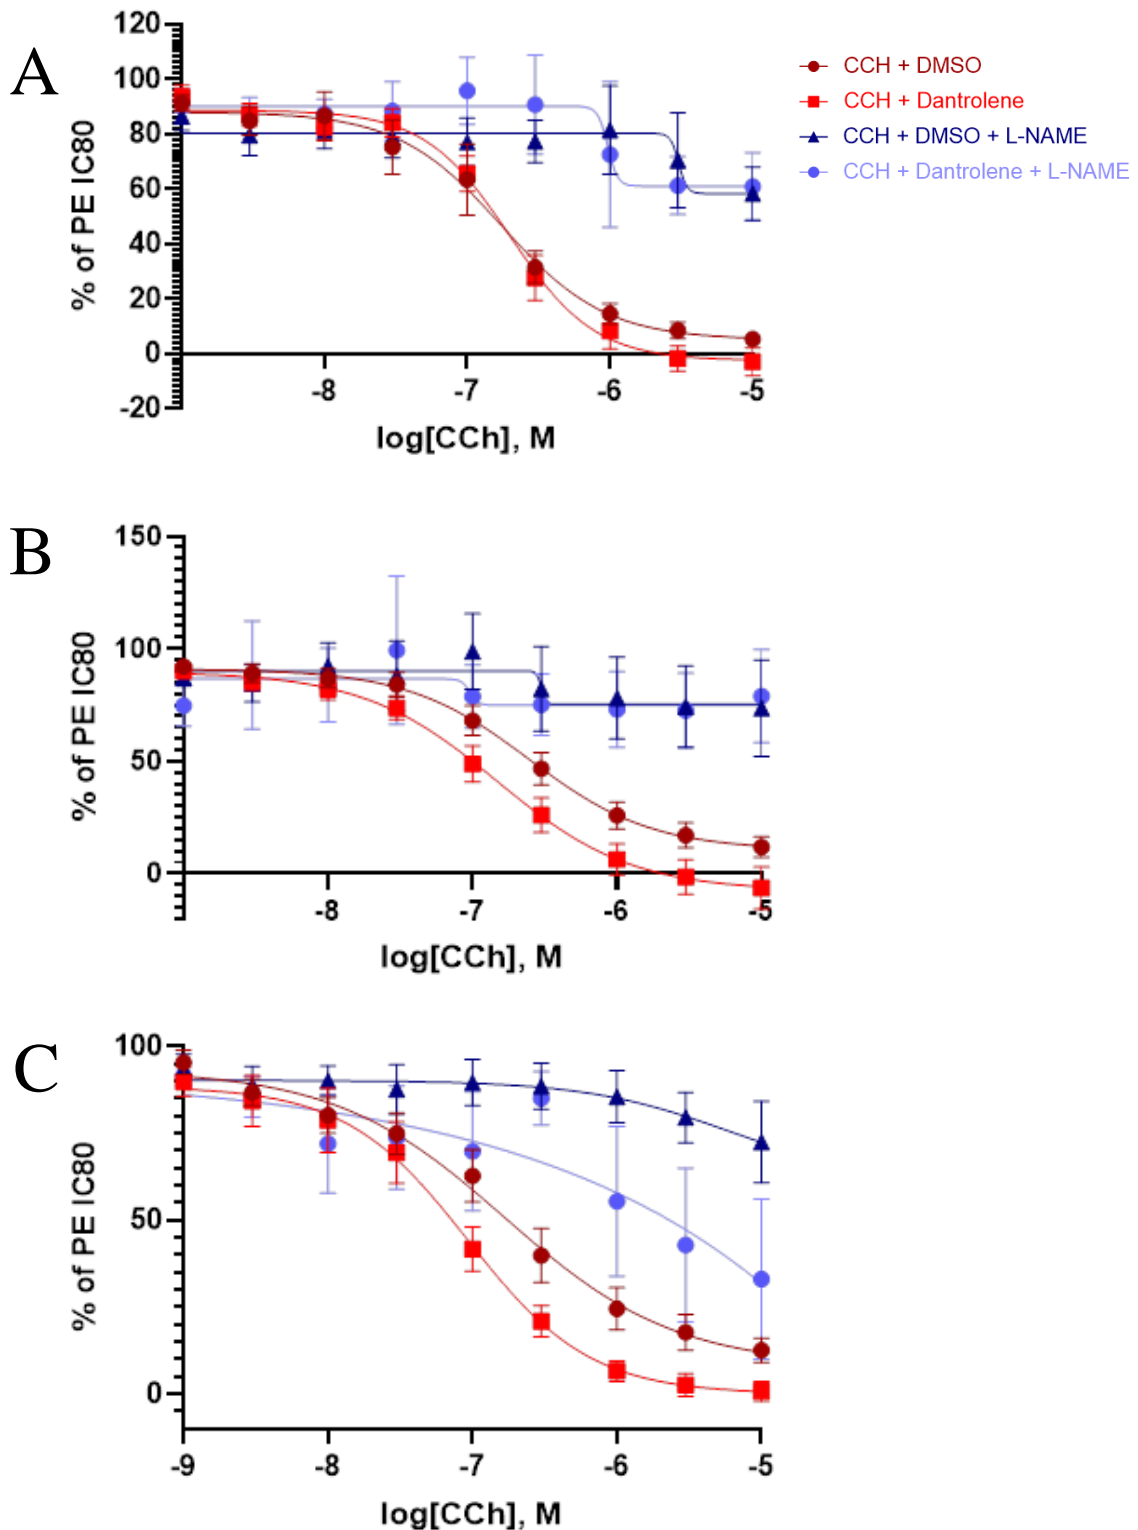 A
120
100
80
60
40
20
0
-20
% of PE IC80
-8
-7
-6
-5
log[CCh], M
CCH + DMSO
CCH + Dantrolene
CCH + DMSO + L-NAME
CCH + Dantrolene + L-NAME
B
150
100
50
0
% of PE IC80
-8
-7
-6
-5
log[CCh], M
C
100
50
0
% of PE IC80
-9
-8
-7
-6
-5
log[CCh], M